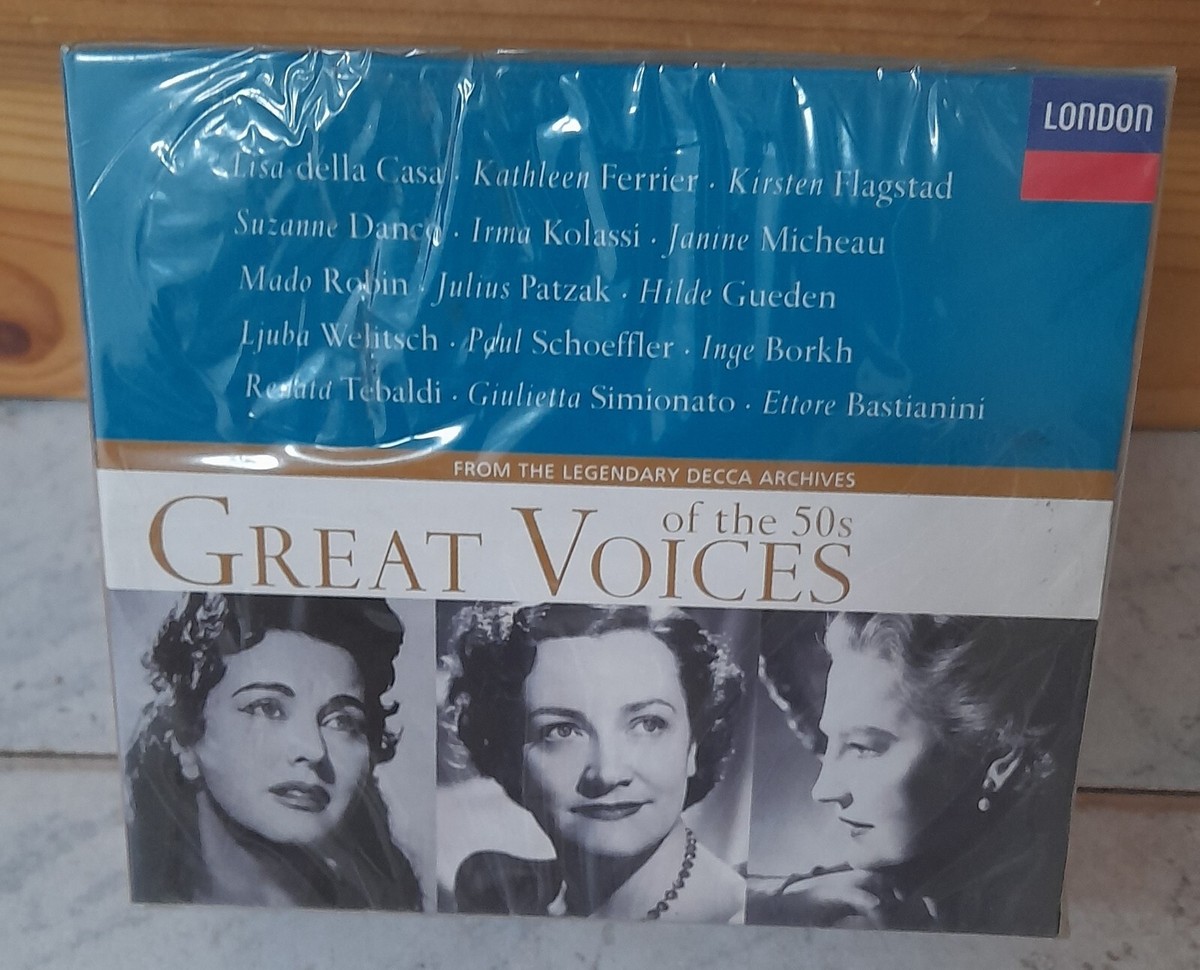 LONDON
Lisa della Casa · Kathleen Ferrier · Kirsten Flagstad
Suzanne Danco · Irma Kolassi · Janine Micheau
Mado Robin · Julius Patzak · Hilde Gueden
Ljuba Welitsch · Paul Schoeffler · Inge Borkh
Renata Tebaldi · Giulietta Simionato · Ettore Bastianini
FROM THE LEGENDARY DECCA ARCHIVES
of the 50s
GREAT VOICES